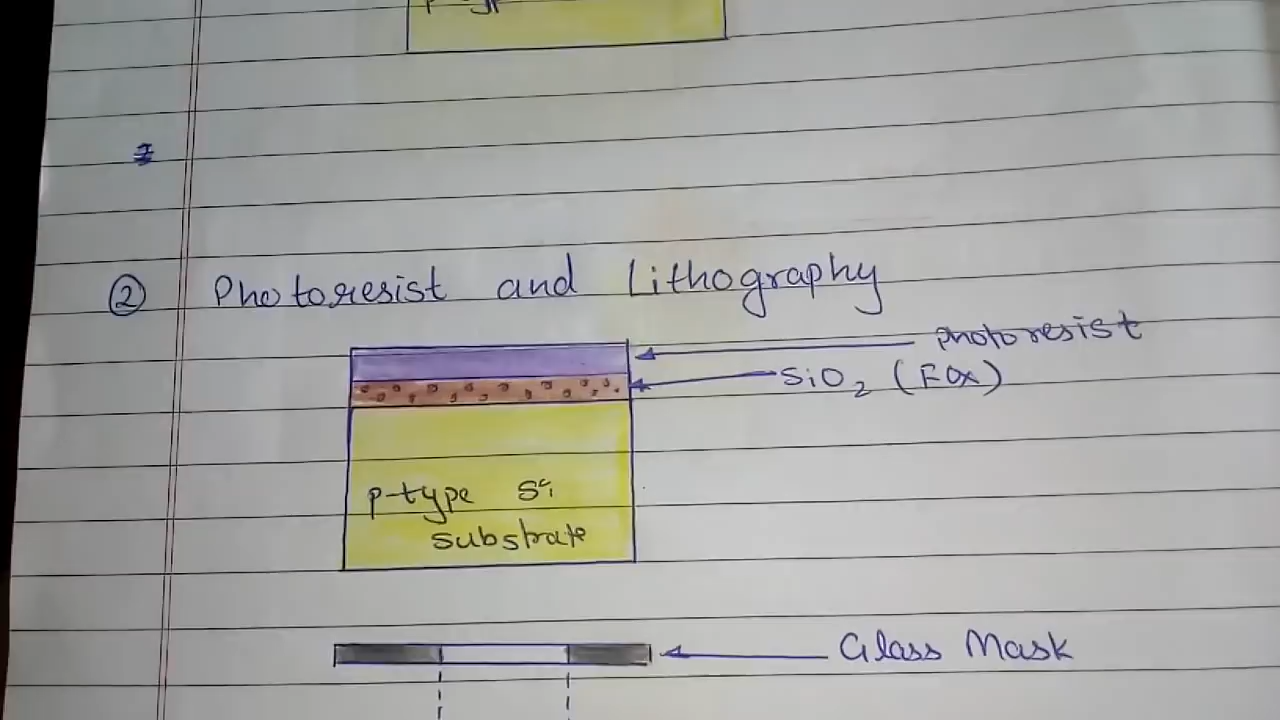 ② Photoresist and Lithography
photoresist
SiO₂ (FOx)
p-type Si
substrate
Glass Mask